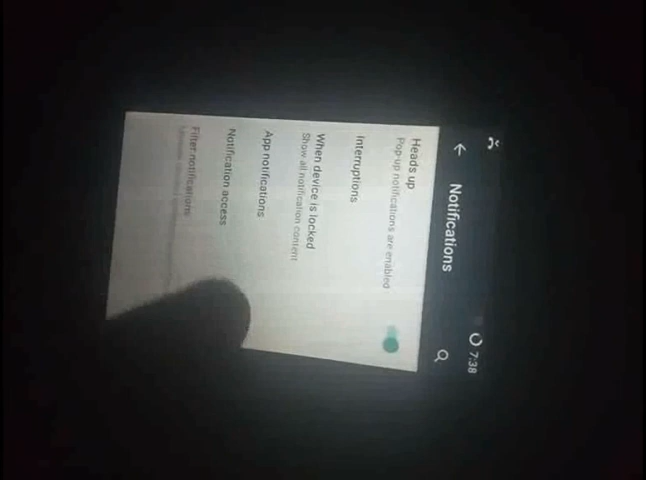 7:38
Notifications
Heads up
Pop-up notifications are enabled
Interruptions
When device is locked
Show all notification content
App notifications
Notification access
Filter notifications